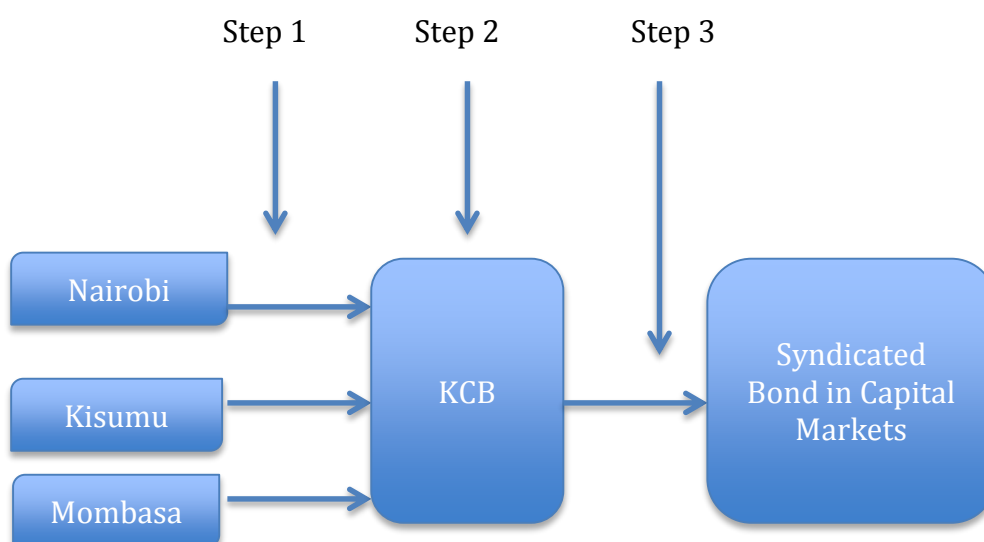 Step 1
Step 2
Step 3
Nairobi
Kisumu
Mombasa
KCB
Syndicated
Bond in Capital
Markets